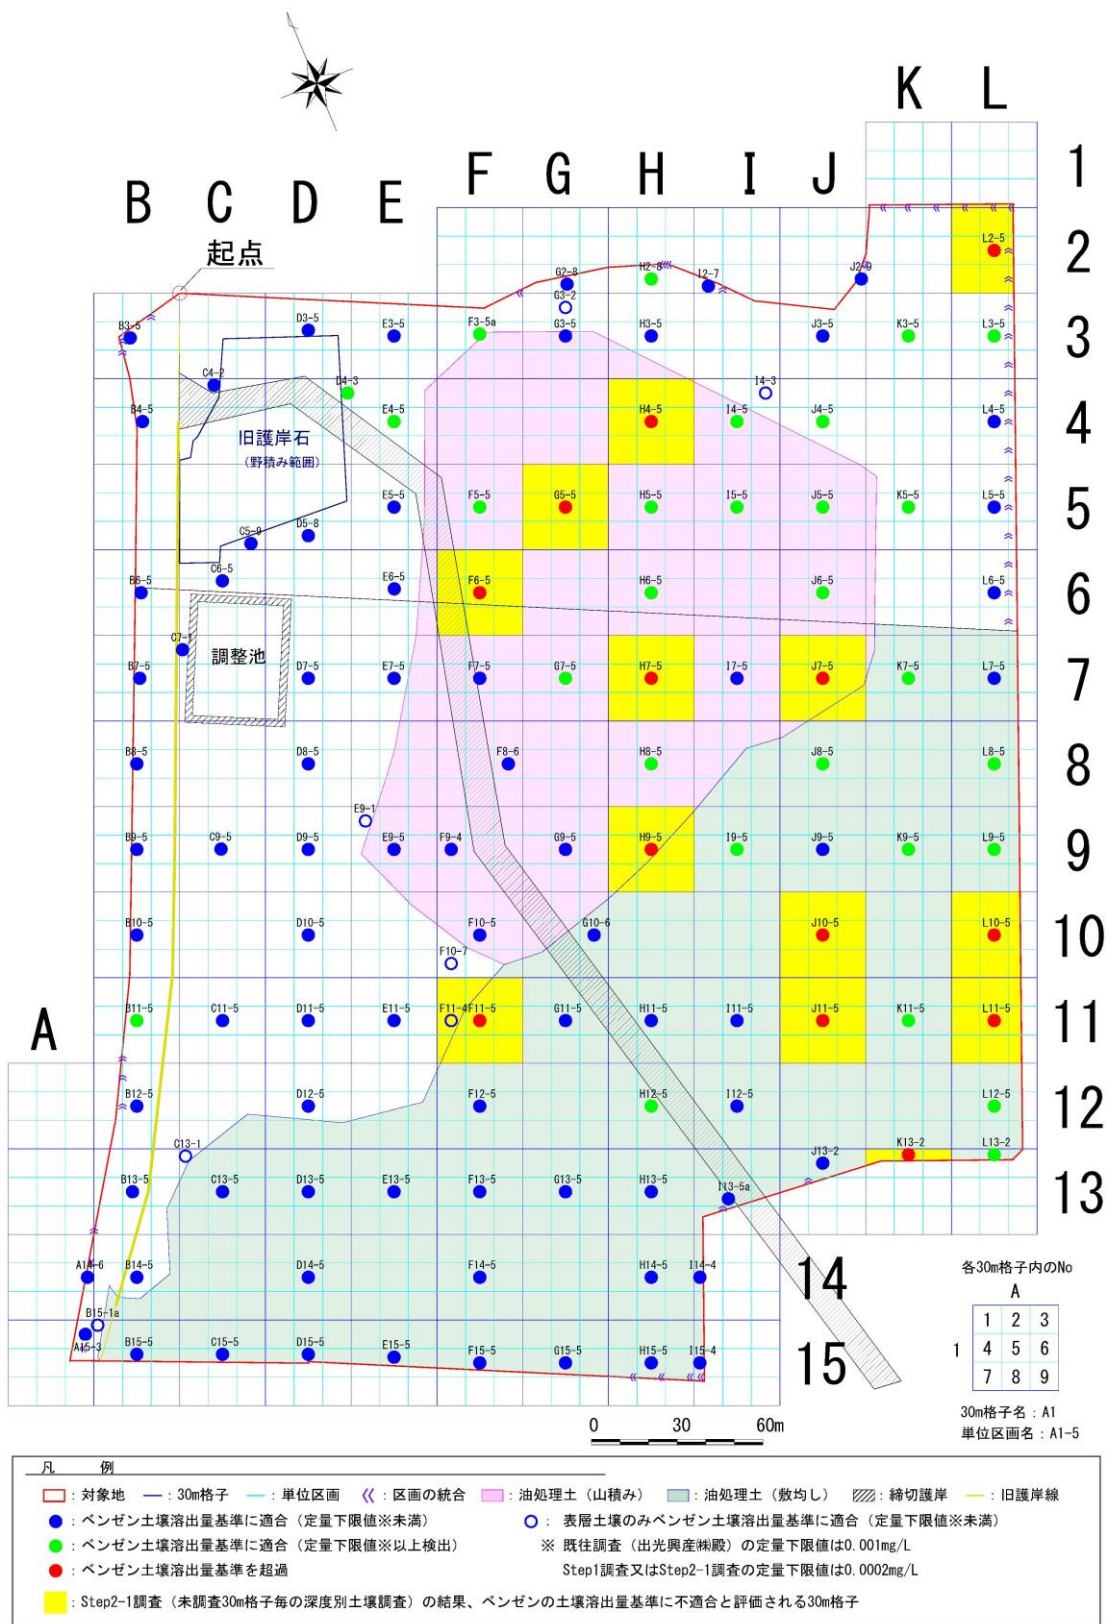 K L
1
F G H I J
B C D E
起点
2
L2-5
G2-8 H2-8 I2-7 J2-9
G3-2
3
B3-5 D3-5 E3-5 F3-5a G3-5 H3-5 J3-5 K3-5 L3-5
C4-2 D4-3 I4-3
4
B4-5 E4-5 H4-5 I4-5 J4-5 L4-5
旧護岸石
(野積み範囲)
5
E5-5 F5-5 G5-5 H5-5 I5-5 J5-5 K5-5 L5-5
C5-9 D5-8
6
B6-5 C6-5 E6-5 F6-5 H6-5 J6-5 L6-5
C7-1
調整池
7
B7-5 D7-5 E7-5 F7-5 G7-5 H7-5 I7-5 J7-5 K7-5 L7-5
8
B8-5 D8-5 F8-6 H8-5 J8-5 L8-5
E9-1
9
B9-5 C9-5 D9-5 E9-5 F9-4 G9-5 H9-5 I9-5 J9-5 K9-5 L9-5
10
B10-5 D10-5 F10-5 G10-6 J10-5 L10-5
F10-7
A
11
B11-5 C11-5 D11-5 E11-5 F11-4 F11-5 G11-5 H11-5 I11-5 J11-5 K11-5 L11-5
12
B12-5 D12-5 F12-5 H12-5 I12-5 L12-5
C13-1 J13-2 K13-2 L13-2
13
B13-5 C13-5 D13-5 E13-5 F13-5 G13-5 H13-5 I13-5a
14
A14-6 B14-5 D14-5 F14-5 H14-5 I14-4
B15-1a
A15-3
15
B15-5 C15-5 D15-5 E15-5 F15-5 G15-5 H15-5 I15-4
各30m格子内のNo
A
1 2 3
1 4 5 6
7 8 9
30m格子名：A1
単位区画名：A1-5
0 30 60m
凡 例
：対象地 ：30m格子 ：単位区画 ：区画の統合 ：油処理土（山積み） ：油処理土（敷均し） ：締切護岸 ：旧護岸線
：ベンゼン土壌溶出量基準に適合（定量下限値※未満） ：表層土壌のみベンゼン土壌溶出量基準に適合（定量下限値※未満）
：ベンゼン土壌溶出量基準に適合（定量下限値※以上検出） ※ 既往調査（出光興産㈱殿）の定量下限値は0.001mg/L
：ベンゼン土壌溶出量基準を超過 Step1調査又はStep2-1調査の定量下限値は0.0002mg/L
：Step2-1調査（未調査30m格子毎の深度別土壌調査）の結果、ベンゼンの土壌溶出量基準に不適合と評価される30m格子